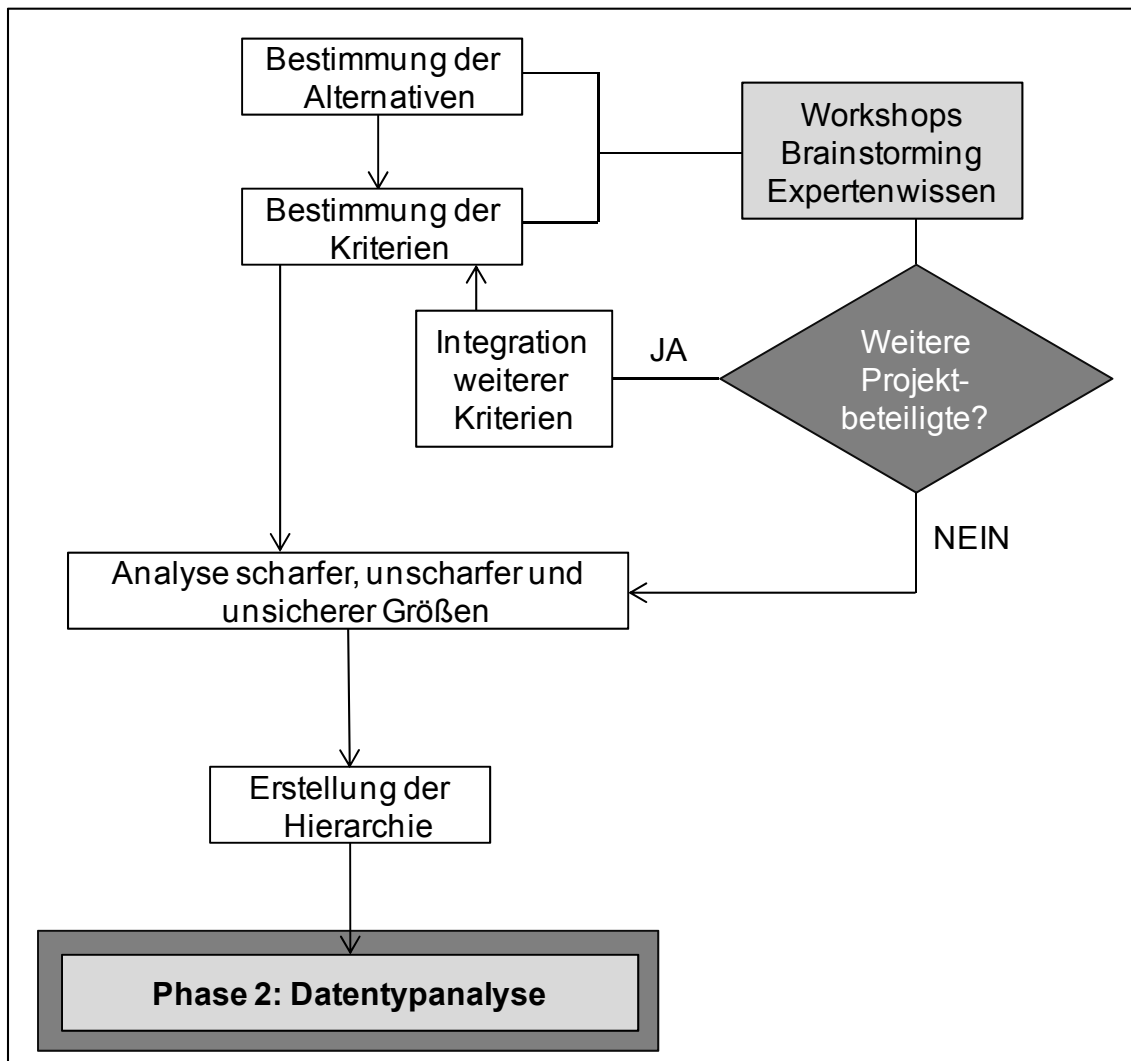 Bestimmung der
Alternativen
Workshops
Brainstorming
Expertenwissen
Bestimmung der
Kriterien
Integration
weiterer
Kriterien
JA
Weitere
Projekt-
beteiligte?
NEIN
Analyse scharfer, unscharfer und
unsicherer Größen
Erstellung der
Hierarchie
Phase 2: Datentypanalyse